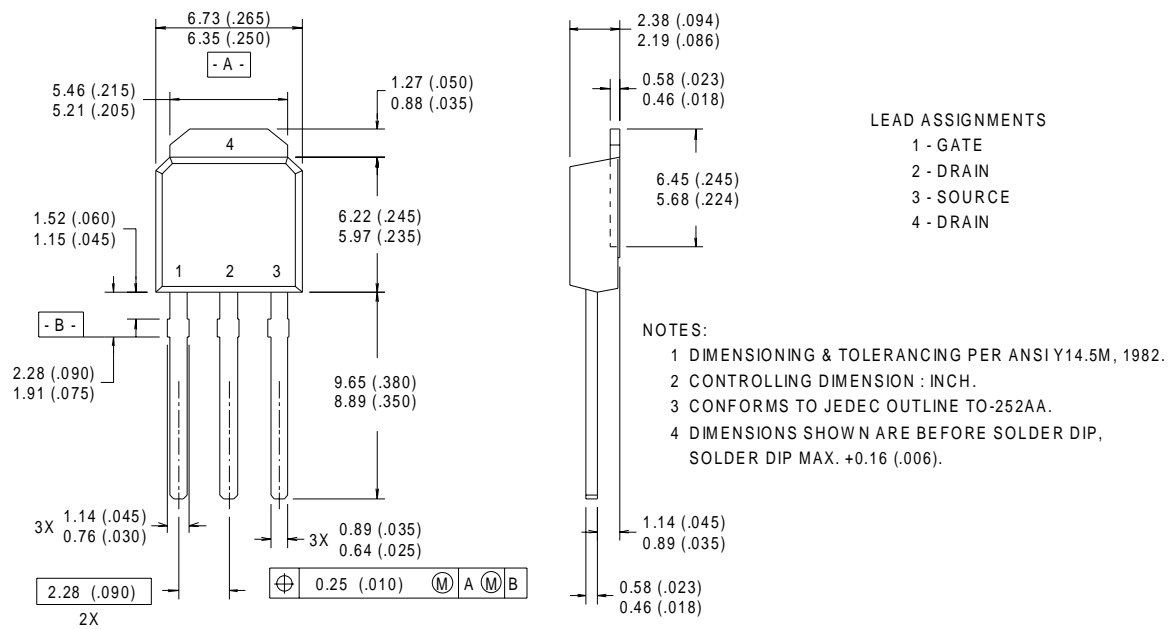 6.73 (.265)
6.35 (.250)
- A -
5.46 (.215)
5.21 (.205)
1.27 (.050)
0.88 (.035)
4
1.52 (.060)
1.15 (.045)
6.22 (.245)
5.97 (.235)
1 2 3
- B -
2.28 (.090)
1.91 (.075)
9.65 (.380)
8.89 (.350)
3X 1.14 (.045)
0.76 (.030)
3X 0.89 (.035)
0.64 (.025)
2.28 (.090)
2X
⌖ 0.25 (.010) Ⓜ A Ⓜ B
2.38 (.094)
2.19 (.086)
0.58 (.023)
0.46 (.018)
6.45 (.245)
5.68 (.224)
1.14 (.045)
0.89 (.035)
0.58 (.023)
0.46 (.018)
LEAD ASSIGNMENTS
1 - GATE
2 - DRAIN
3 - SOURCE
4 - DRAIN
NOTES:
1 DIMENSIONING & TOLERANCING PER ANSI Y14.5M, 1982.
2 CONTROLLING DIMENSION : INCH.
3 CONFORMS TO JEDEC OUTLINE TO-252AA.
4 DIMENSIONS SHOWN ARE BEFORE SOLDER DIP,
SOLDER DIP MAX. +0.16 (.006).